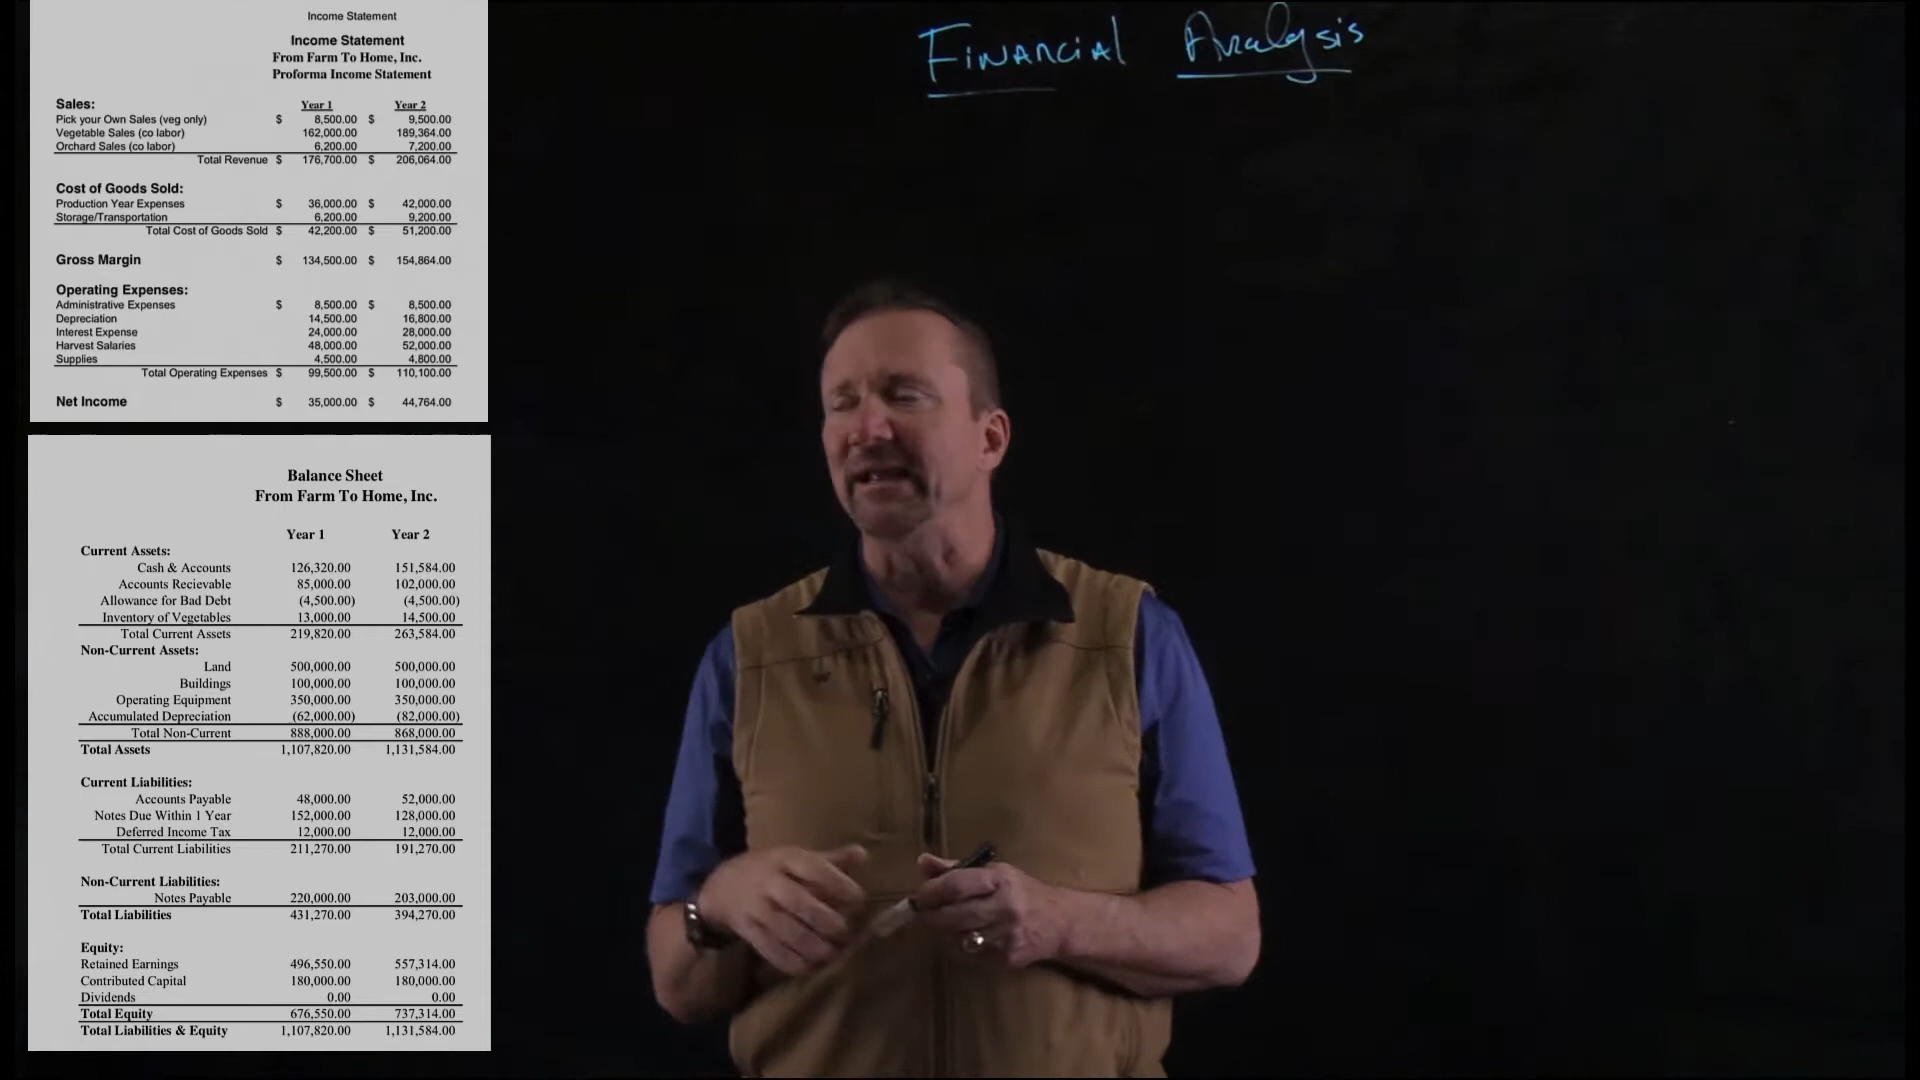 Financial Analysis
Income Statement
Income Statement
From Farm To Home, Inc.
Proforma Income Statement
Sales: Year 1 Year 2
Pick your Own Sales (veg only) $ 8,500.00 $ 9,500.00
Vegetable Sales (co labor) 162,000.00 189,364.00
Orchard Sales (co labor) 6,200.00 7,200.00
Total Revenue $ 176,700.00 $ 206,064.00
Cost of Goods Sold:
Production Year Expenses $ 36,000.00 $ 42,000.00
Storage/Transportation 6,200.00 9,200.00
Total Cost of Goods Sold $ 42,200.00 $ 51,200.00
Gross Margin $ 134,500.00 $ 154,864.00
Operating Expenses:
Administrative Expenses $ 8,500.00 $ 8,500.00
Depreciation 14,500.00 16,800.00
Interest Expense 24,000.00 28,000.00
Harvest Salaries 48,000.00 52,000.00
Supplies 4,500.00 4,800.00
Total Operating Expenses $ 99,500.00 $ 110,100.00
Net Income $ 35,000.00 $ 44,764.00
Balance Sheet
From Farm To Home, Inc.
Year 1 Year 2
Current Assets:
Cash & Accounts 126,320.00 151,584.00
Accounts Recievable 85,000.00 102,000.00
Allowance for Bad Debt (4,500.00) (4,500.00)
Inventory of Vegetables 13,000.00 14,500.00
Total Current Assets 219,820.00 263,584.00
Non-Current Assets:
Land 500,000.00 500,000.00
Buildings 100,000.00 100,000.00
Operating Equipment 350,000.00 350,000.00
Accumulated Depreciation (62,000.00) (82,000.00)
Total Non-Current 888,000.00 868,000.00
Total Assets 1,107,820.00 1,131,584.00
Current Liabilities:
Accounts Payable 48,000.00 52,000.00
Notes Due Within 1 Year 152,000.00 128,000.00
Deferred Income Tax 12,000.00 12,000.00
Total Current Liabilities 211,270.00 191,270.00
Non-Current Liabilities:
Notes Payable 220,000.00 203,000.00
Total Liabilities 431,270.00 394,270.00
Equity:
Retained Earnings 496,550.00 557,314.00
Contributed Capital 180,000.00 180,000.00
Dividends 0.00 0.00
Total Equity 676,550.00 737,314.00
Total Liabilities & Equity 1,107,820.00 1,131,584.00